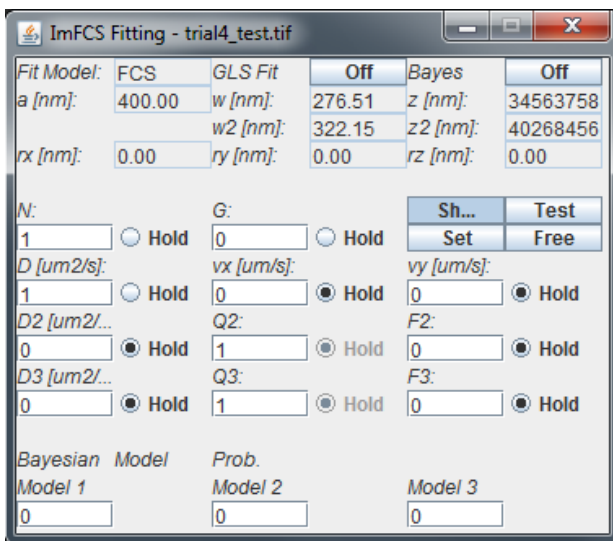 ImFCS Fitting - trial4_test.tif
Fit Model: FCS GLS Fit Off Bayes Off
a [nm]: 400.00 w [nm]: 276.51 z [nm]: 34563758
w2 [nm]: 322.15 z2 [nm]: 40268456
rx [nm]: 0.00 ry [nm]: 0.00 rz [nm]: 0.00
N: G: Sh... Test
1 Hold 0 Hold Set Free
D [um2/s]: vx [um/s]: vy [um/s]:
1 Hold 0 Hold 0 Hold
D2 [um2/... Q2: F2:
0 Hold 1 Hold 0 Hold
D3 [um2/... Q3: F3:
0 Hold 1 Hold 0 Hold
Bayesian Model Prob.
Model 1 Model 2 Model 3
0 0 0